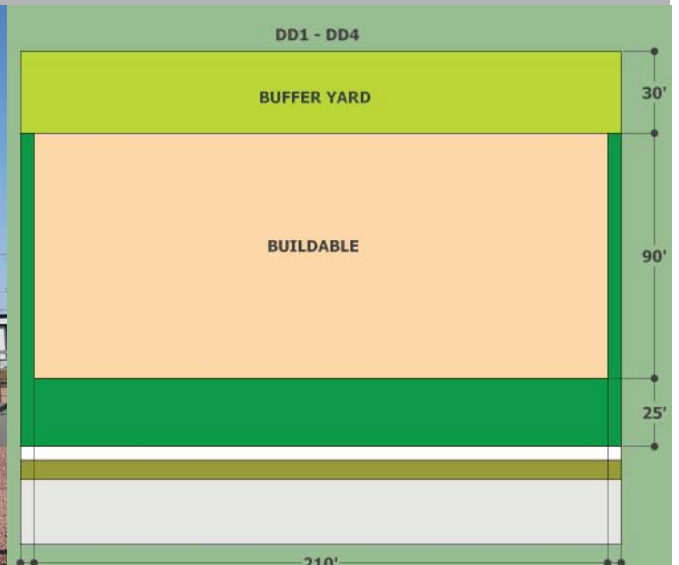 DD1 - DD4
BUFFER YARD
30'
BUILDABLE
90'
25'
210'